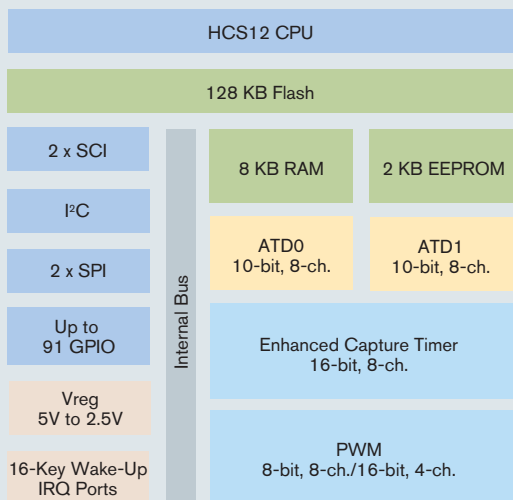 HCS12 CPU
128 KB Flash
2 x SCI
I²C
2 x SPI
Up to
91 GPIO
Vreg
5V to 2.5V
16-Key Wake-Up
IRQ Ports
Internal Bus
8 KB RAM
2 KB EEPROM
ATD0
10-bit, 8-ch.
ATD1
10-bit, 8-ch.
Enhanced Capture Timer
16-bit, 8-ch.
PWM
8-bit, 8-ch./16-bit, 4-ch.